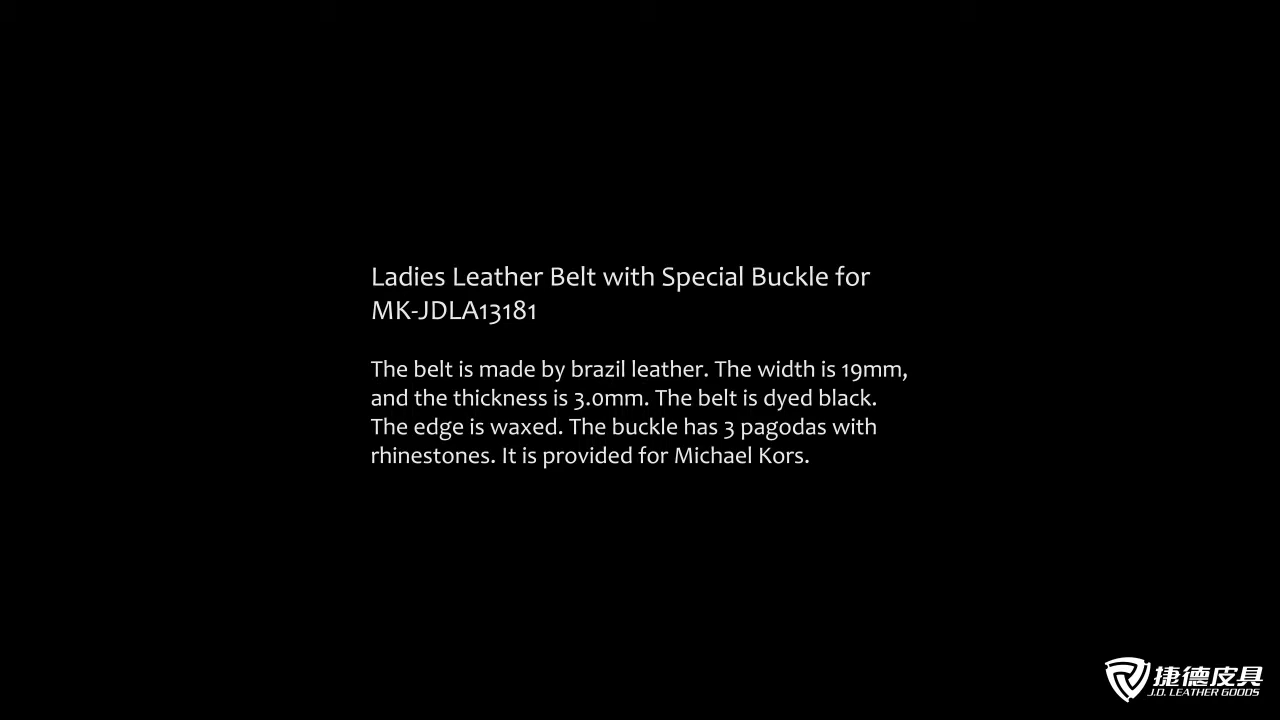 Ladies Leather Belt with Special Buckle for
MK-JDLA13181
The belt is made by brazil leather. The width is 19mm,
and the thickness is 3.0mm. The belt is dyed black.
The edge is waxed. The buckle has 3 pagodas with
rhinestones. It is provided for Michael Kors.
捷德皮具
J.D. LEATHER GOODS